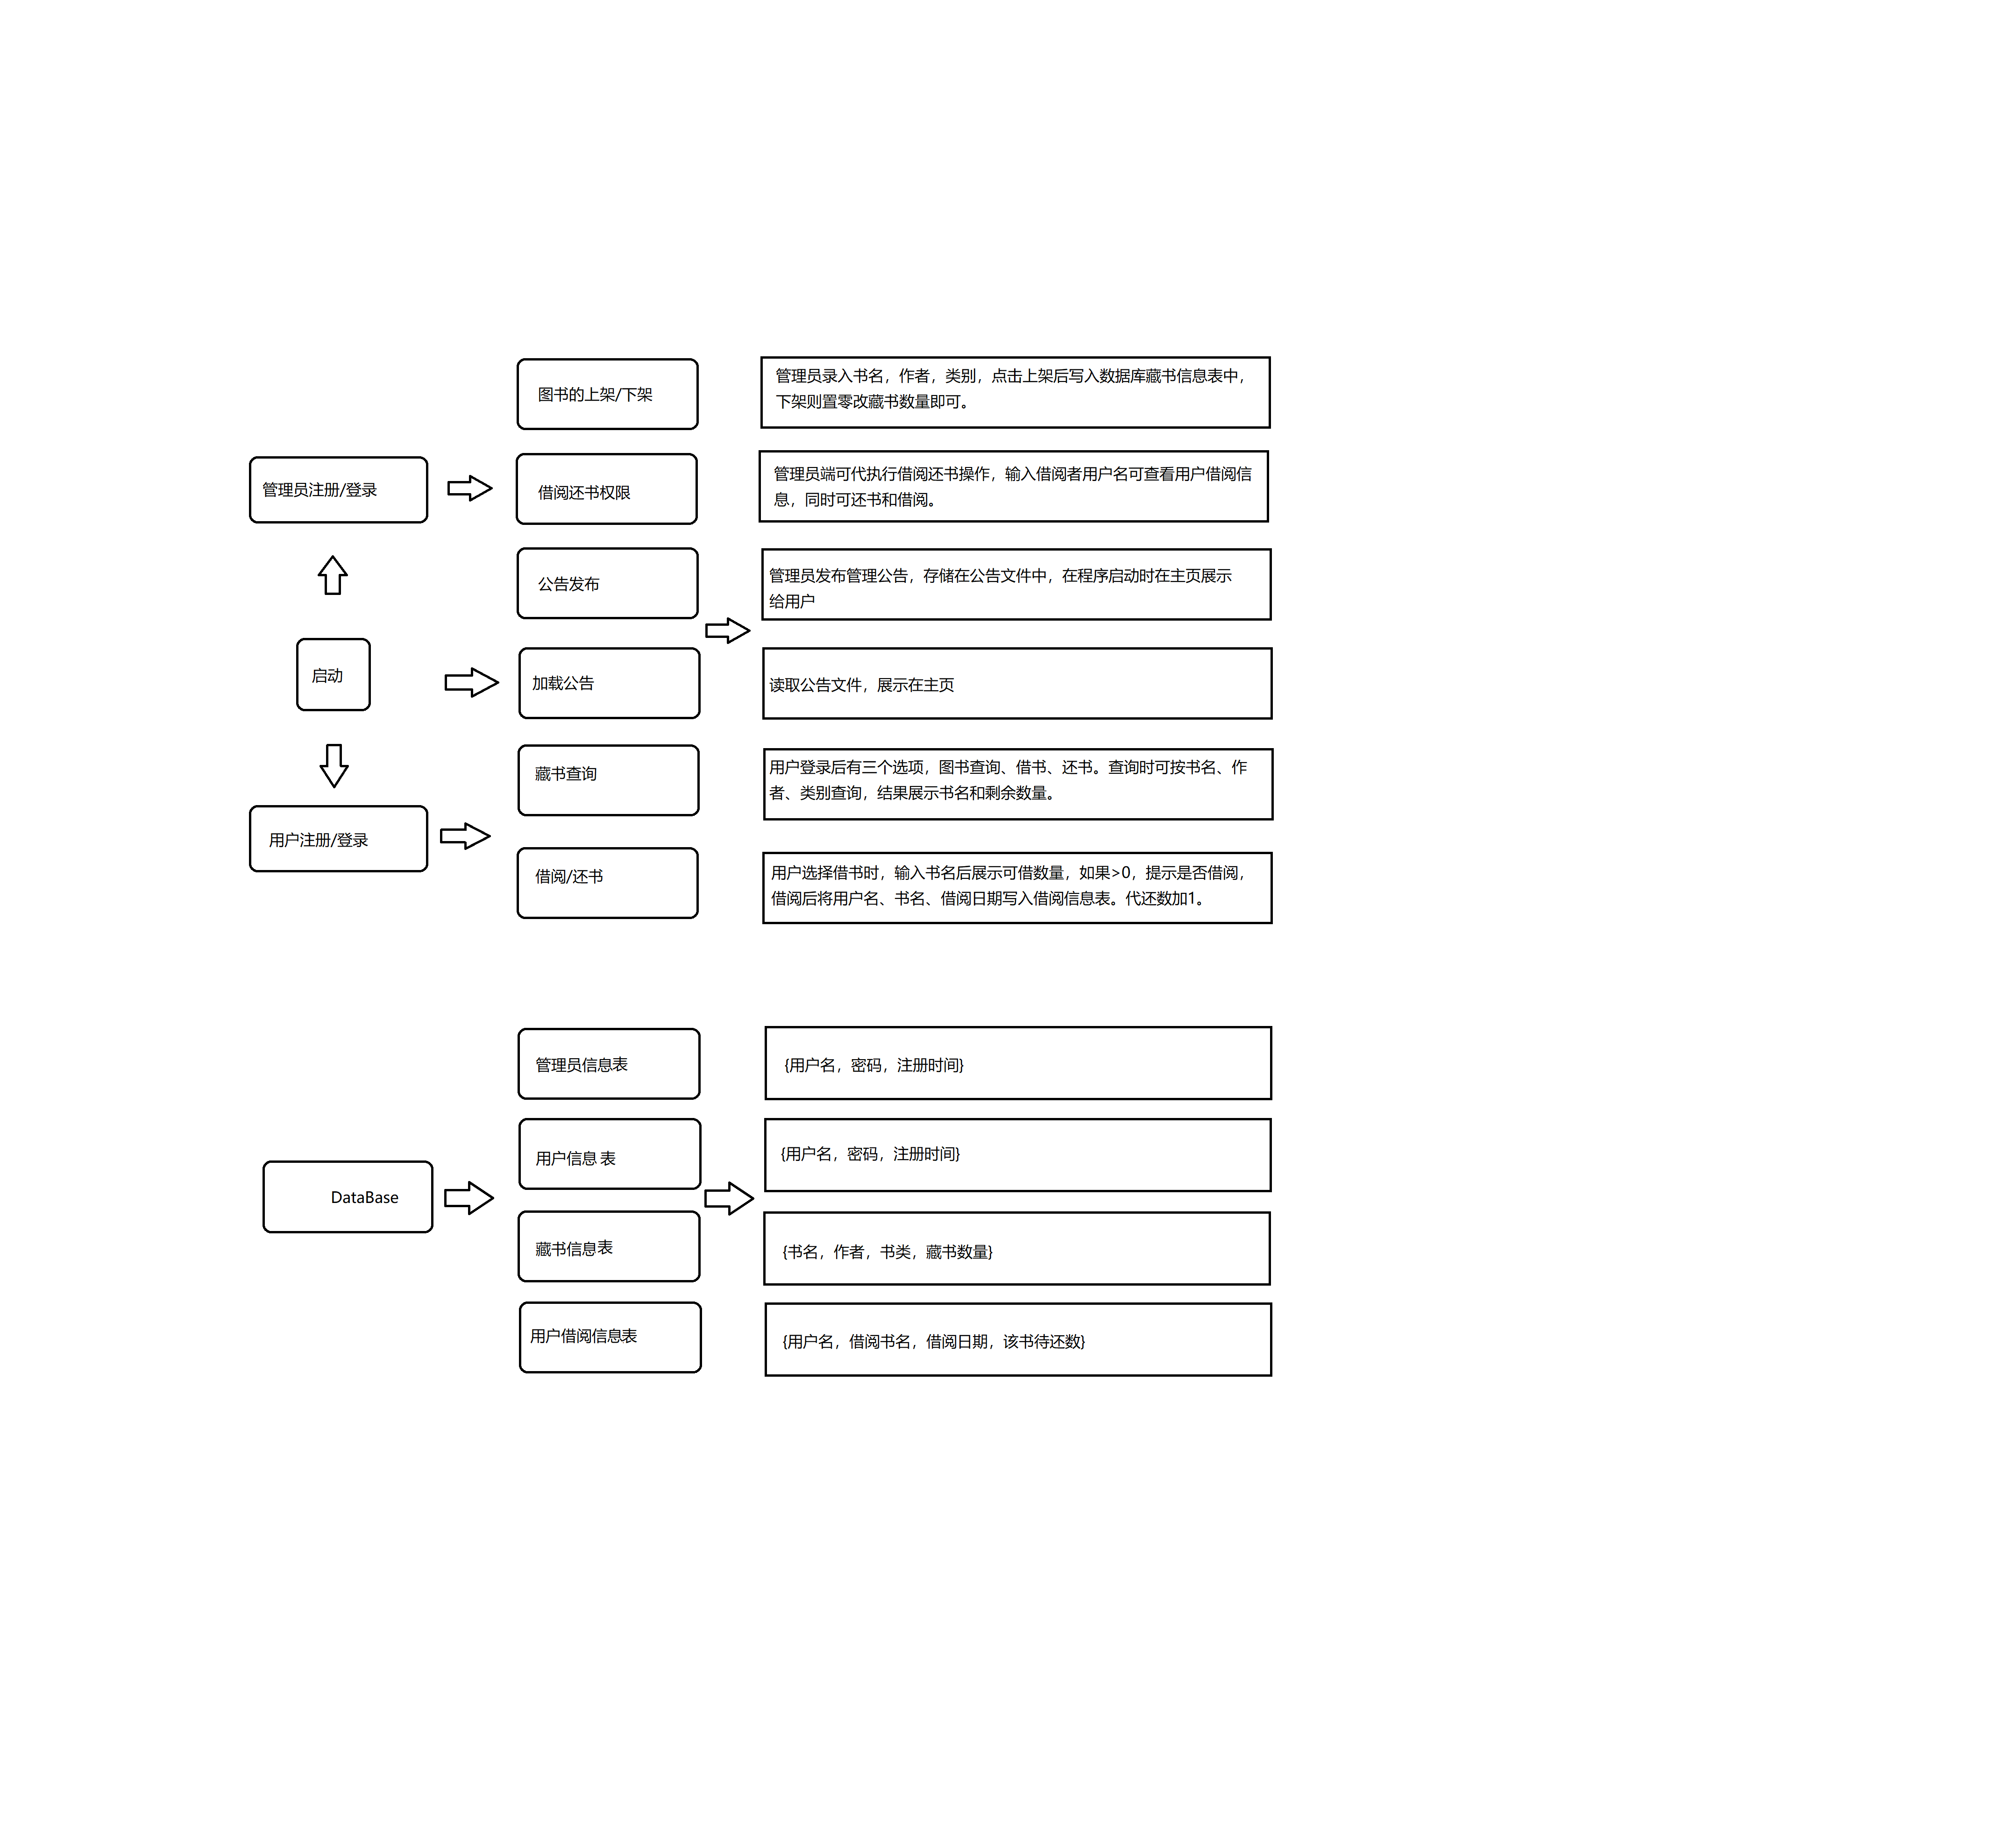 图书的上架/下架
管理员录入书名，作者，类别，点击上架后写入数据库藏书信息表中，
下架则置零改藏书数量即可。
管理员注册/登录
借阅还书权限
管理员端可代执行借阅还书操作，输入借阅者用户名可查看用户借阅信
息，同时可还书和借阅。
公告发布
管理员发布管理公告，存储在公告文件中，在程序启动时在主页展示
给用户
启动
加载公告
读取公告文件，展示在主页
藏书查询
用户登录后有三个选项，图书查询、借书、还书。查询时可按书名、作
者、类别查询，结果展示书名和剩余数量。
用户注册/登录
借阅/还书
用户选择借书时，输入书名后展示可借数量，如果>0，提示是否借阅，
借阅后将用户名、书名、借阅日期写入借阅信息表。代还数加1。
管理员信息表
{用户名，密码，注册时间}
用户信息 表
{用户名，密码，注册时间}
DataBase
藏书信息表
{书名，作者，书类，藏书数量}
用户借阅信息表
{用户名，借阅书名，借阅日期，该书待还数}